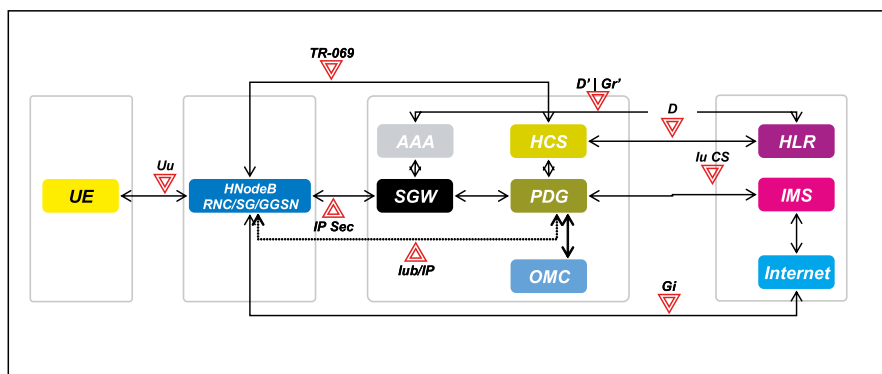 TR-069
D' | Gr'
D
AAA
HCS
HLR
Iu CS
Uu
UE
HNodeB
RNC/SG/GGSN
SGW
PDG
IMS
IP Sec
Iub/IP
OMC
Internet
Gi